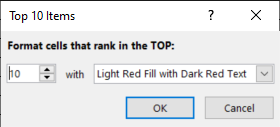 Top 10 Items ? ×
Format cells that rank in the TOP:
10 with Light Red Fill with Dark Red Text
OK Cancel